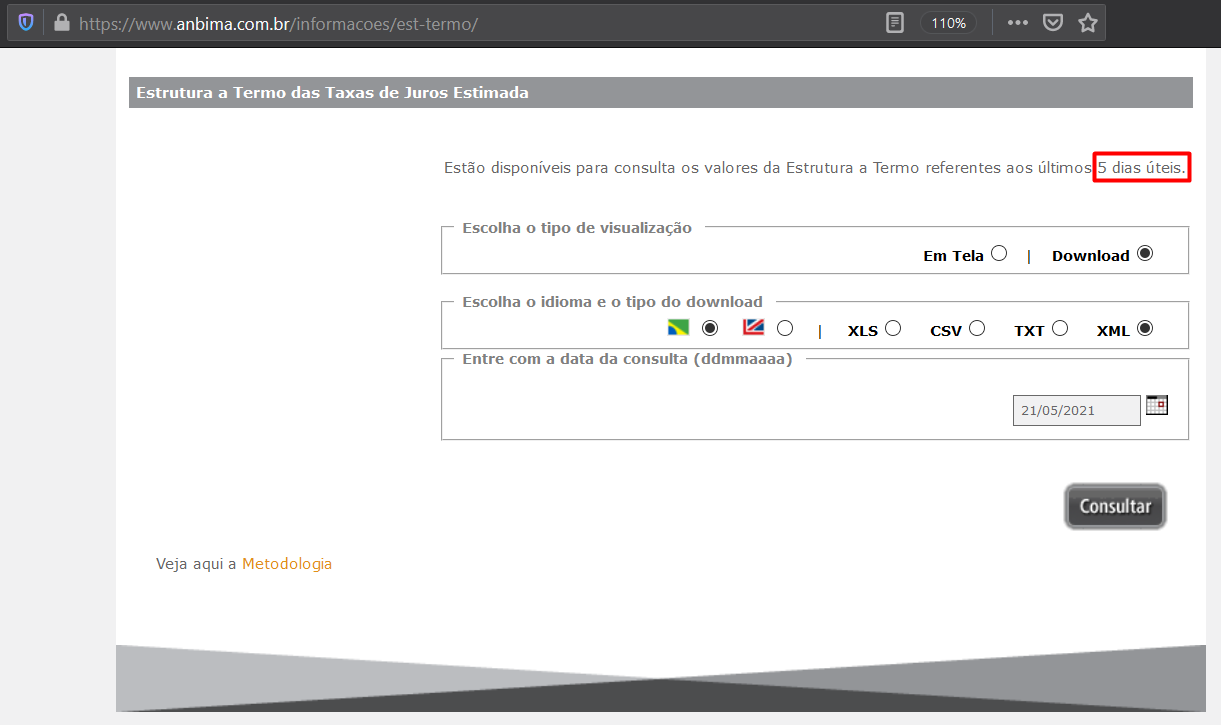 https://www.anbima.com.br/informacoes/est-termo/
110%
Estrutura a Termo das Taxas de Juros Estimada
Estão disponíveis para consulta os valores da Estrutura a Termo referentes aos últimos 5 dias úteis.
Escolha o tipo de visualização
Em Tela | Download
Escolha o idioma e o tipo do download
| XLS CSV TXT XML
Entre com a data da consulta (ddmmaaaa)
21/05/2021
Consultar
Veja aqui a Metodologia